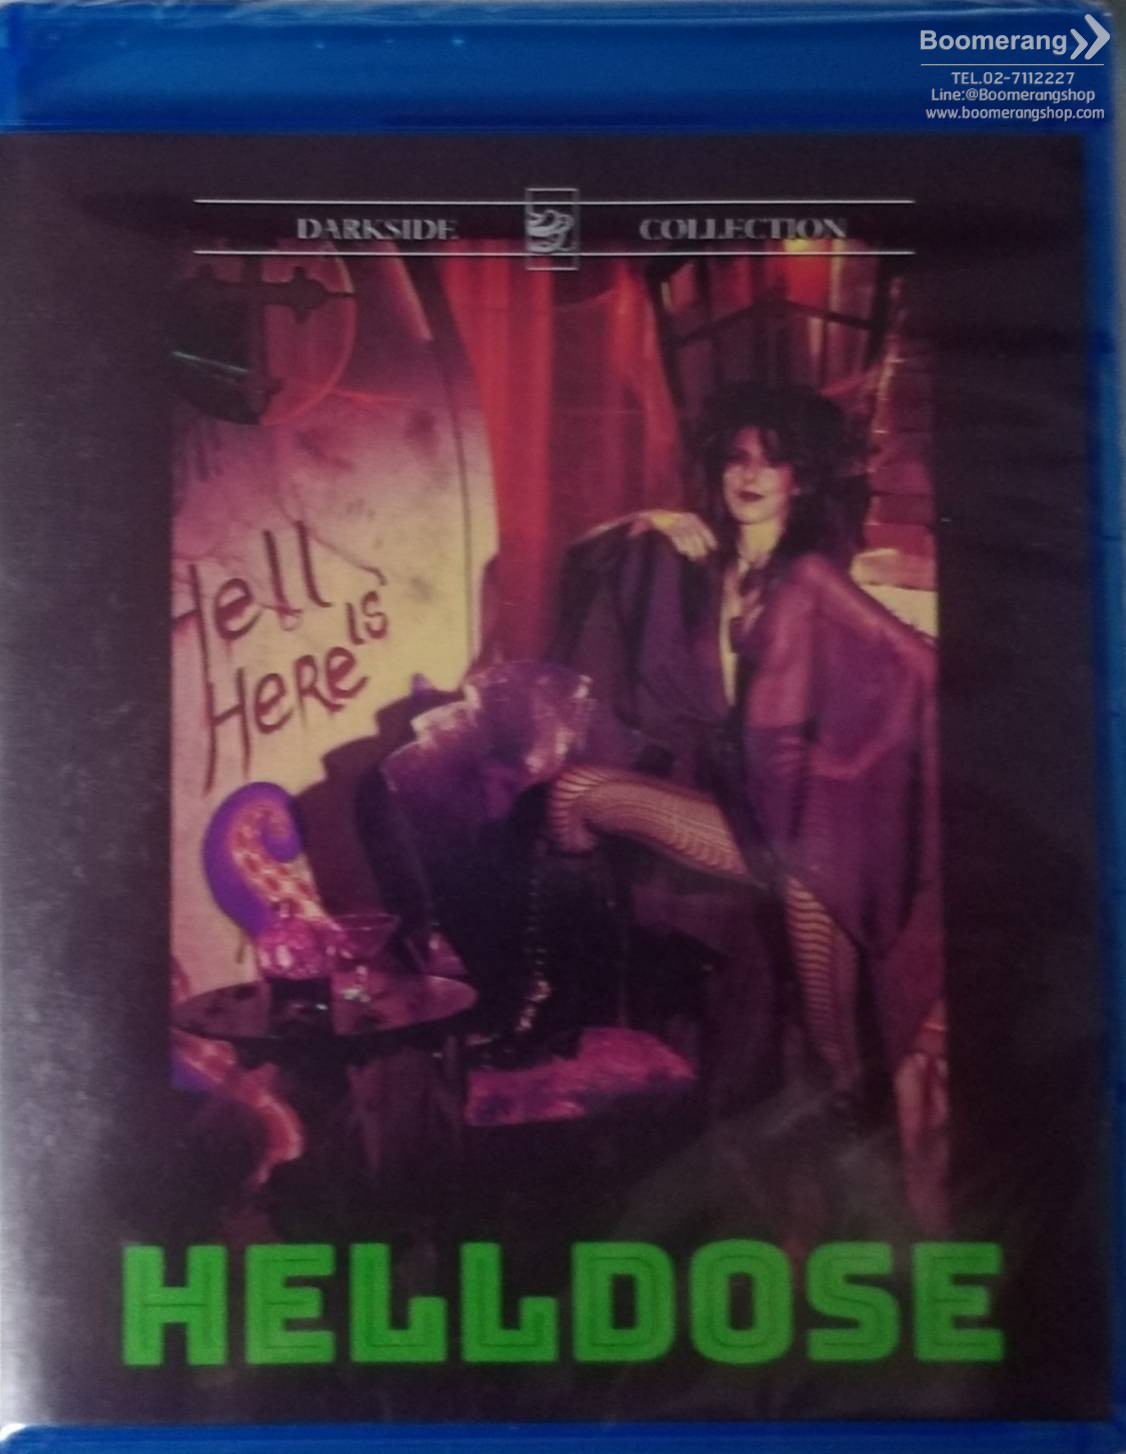 Boomerang
TEL.02-7112227
Line:@Boomerangshop
www.boomerangshop.com
DARKSIDE COLLECTION
Hell
is
Here
HELLDOSE